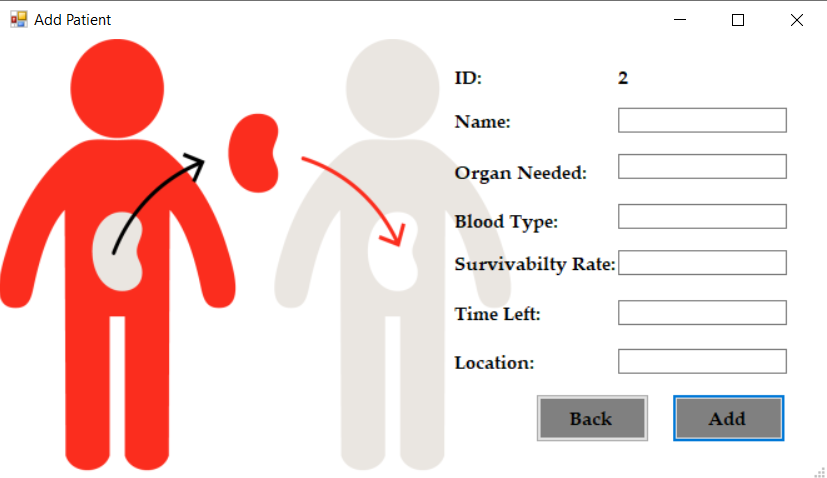 Add Patient
ID: 2
Name:
Organ Needed:
Blood Type:
Survivabilty Rate:
Time Left:
Location:
Back Add